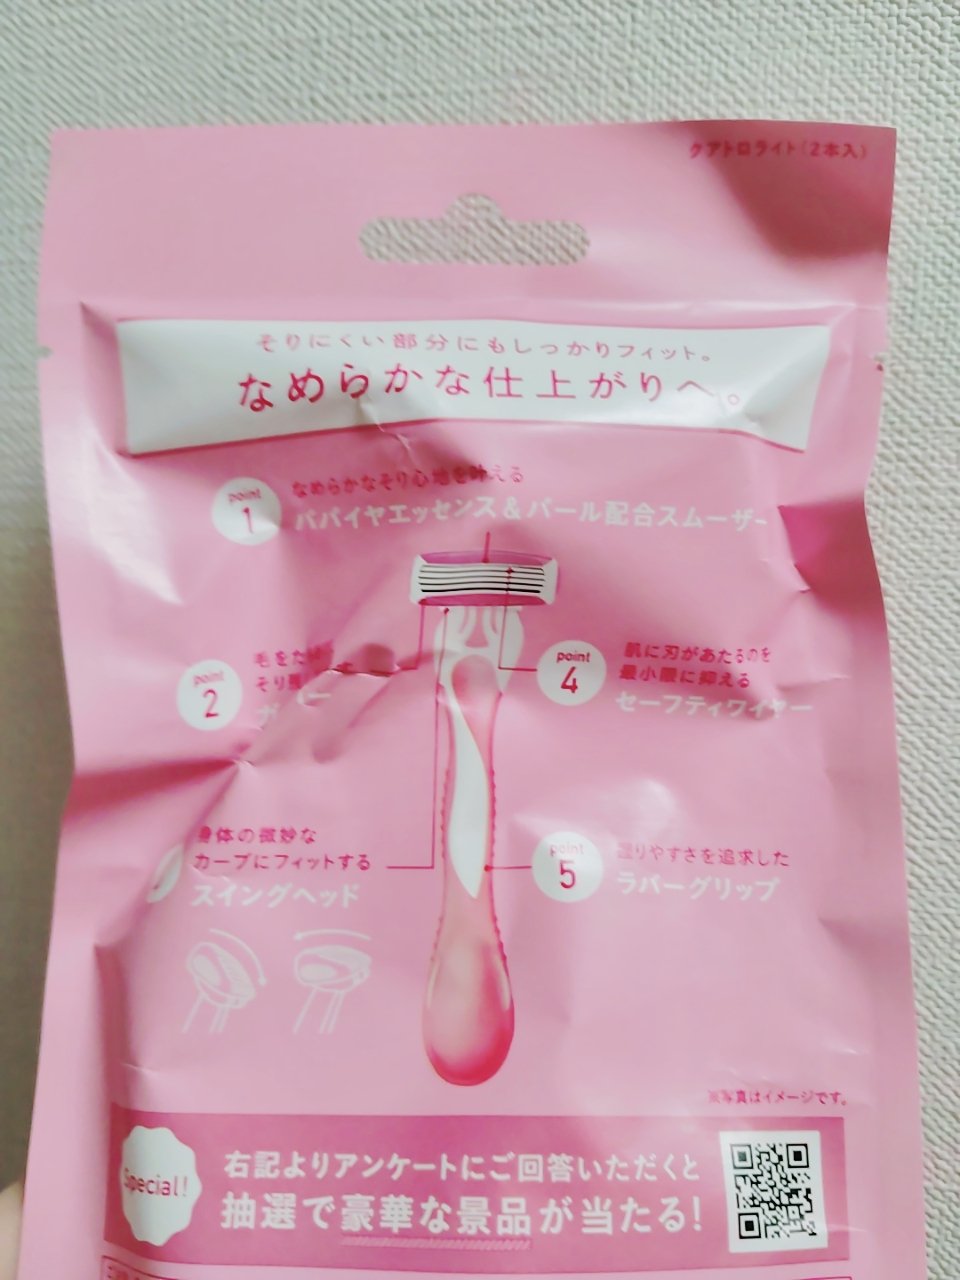 クアトロライト(2本入)
そりにくい部分にもしっかりフィット。
なめらかな仕上がりへ。
point
1
なめらかなそり心地を叶える
パパイヤエッセンス&パール配合スムーザー
point
2
毛を
そり
ガ ー
point
4
肌に刃があたるのを
最小限に抑える
セーフティワイヤー
身体の微妙な
カーブにフィットする
スイングヘッド
point
5
りやすさを追求した
ラバーグリップ
※写真はイメージです。
Special!
右記よりアンケートにご回答いただくと
抽選で豪華な景品が当たる!